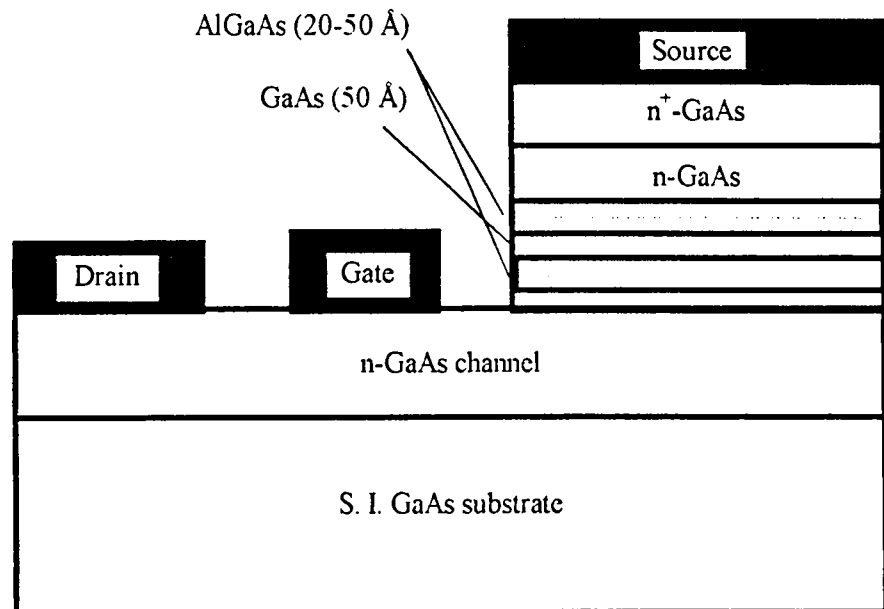 AlGaAs (20-50 Å)
GaAs (50 Å)
Source
n⁺-GaAs
n-GaAs
Drain
Gate
n-GaAs channel
S. I. GaAs substrate